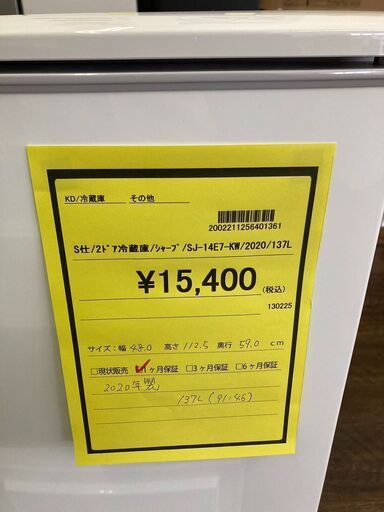 KD/冷蔵庫 その他
2002211256401361
S仕/2ﾄﾞｱ冷蔵庫/ｼｬｰﾌﾟ/SJ-14E7-KW/2020/137L
¥15,400(税込)
130225
サイズ:幅 48.0 高さ 112.5 奥行 59.0 cm
□現状販売 ☑1ヶ月保証 □3ヶ月保証 □6ヶ月保証
2020年製
137L (91:46)